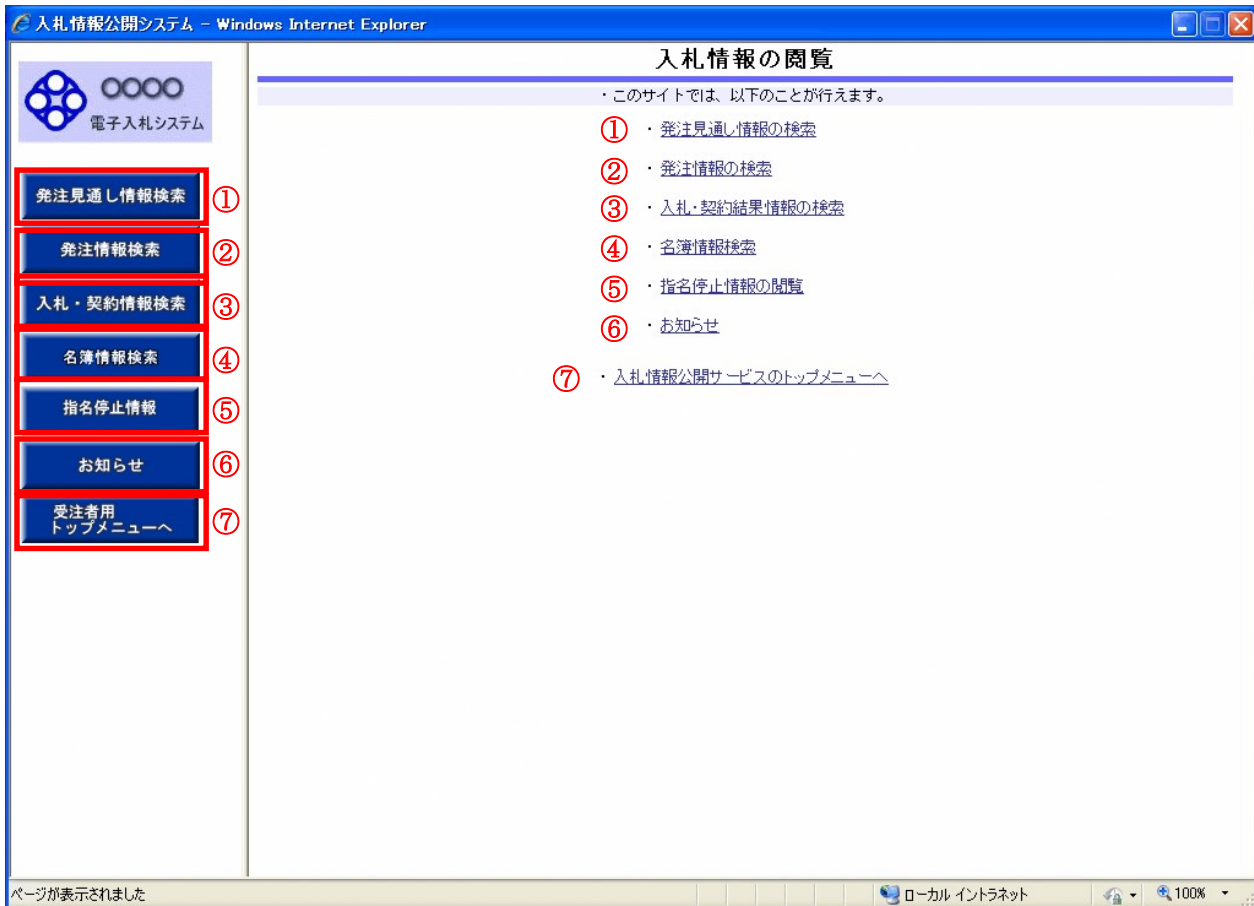 入札情報公開システム - Windows Internet Explorer
〇〇〇〇
電子入札システム
発注見通し情報検索
①
発注情報検索
②
入札・契約情報検索
③
名簿情報検索
④
指名停止情報
⑤
お知らせ
⑥
受注者用
トップメニューへ
⑦
入札情報の閲覧
・このサイトでは、以下のことが行えます。
① ・発注見通し情報の検索
② ・発注情報の検索
③ ・入札・契約結果情報の検索
④ ・名簿情報検索
⑤ ・指名停止情報の閲覧
⑥ ・お知らせ
⑦ ・入札情報公開サービスのトップメニューへ
ページが表示されました
ローカル イントラネット
100%